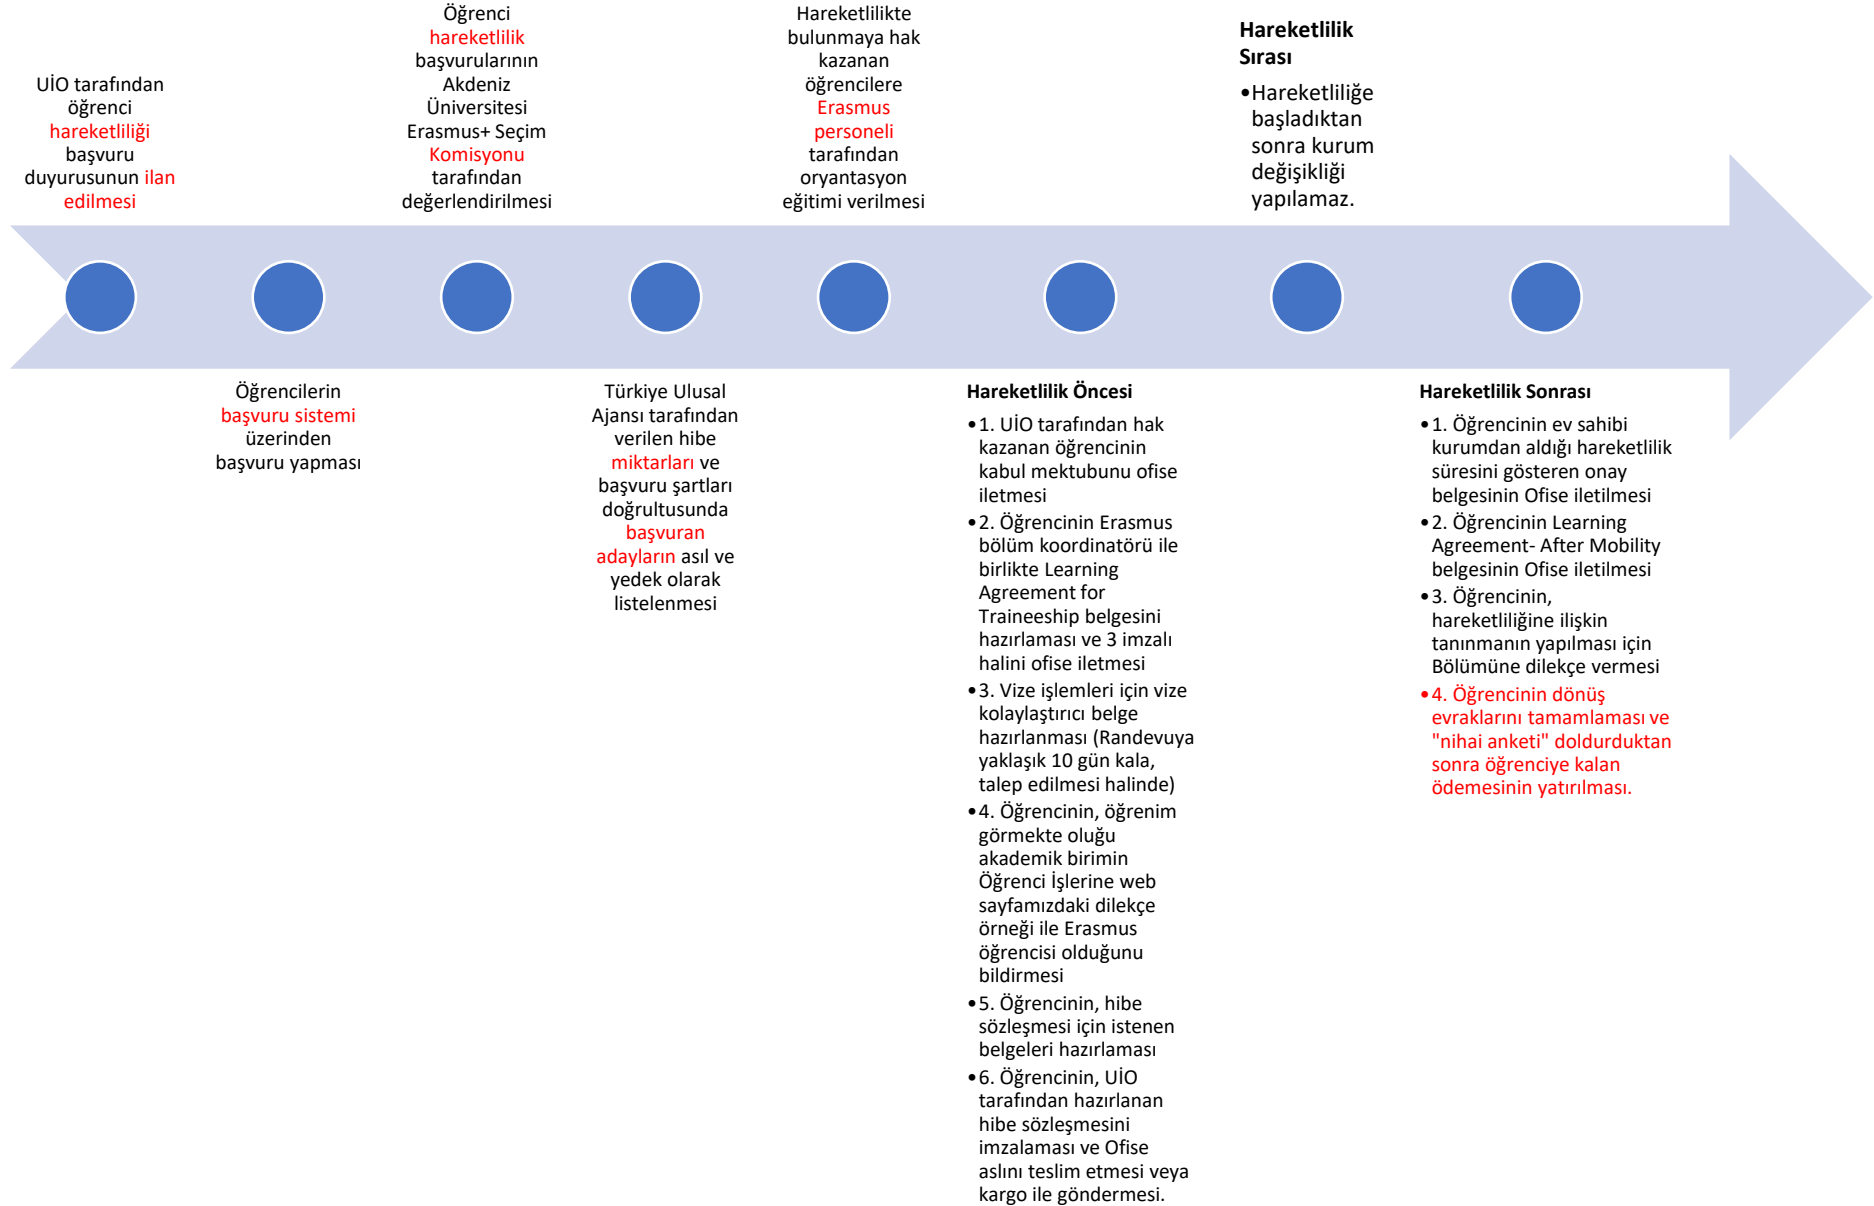 UİO tarafından
öğrenci
hareketliliği
başvuru
duyurusunun ilan
edilmesi
Öğrencilerin
başvuru sistemi
üzerinden
başvuru yapması
Öğrenci
hareketlilik
başvurularının
Akdeniz
Üniversitesi
Erasmus+ Seçim
Komisyonu
tarafından
değerlendirilmesi
Türkiye Ulusal
Ajansı tarafından
verilen hibe
miktarları ve
başvuru şartları
doğrultusunda
başvuran
adayların asıl ve
yedek olarak
listelenmesi
Hareketlilikte
bulunmaya hak
kazanan
öğrencilere
Erasmus
personeli
tarafından
oryantasyon
eğitimi verilmesi
Hareketlilik Öncesi
•1. UİO tarafından hak
kazanan öğrencinin
kabul mektubunu ofise
iletmesi
•2. Öğrencinin Erasmus
bölüm koordinatörü ile
birlikte Learning
Agreement for
Traineeship belgesini
hazırlaması ve 3 imzalı
halini ofise iletmesi
•3. Vize işlemleri için vize
kolaylaştırıcı belge
hazırlanması (Randevuya
yaklaşık 10 gün kala,
talep edilmesi halinde)
•4. Öğrencinin, öğrenim
görmekte oluğu
akademik birimin
Öğrenci İşlerine web
sayfamızdaki dilekçe
örneği ile Erasmus
öğrencisi olduğunu
bildirmesi
•5. Öğrencinin, hibe
sözleşmesi için istenen
belgeleri hazırlaması
•6. Öğrencinin, UİO
tarafından hazırlanan
hibe sözleşmesini
imzalaması ve Ofise
aslını teslim etmesi veya
kargo ile göndermesi.
Hareketlilik
Sırası
•Hareketliliğe
başladıktan
sonra kurum
değişikliği
yapılamaz.
Hareketlilik Sonrası
•1. Öğrencinin ev sahibi
kurumdan aldığı hareketlilik
süresini gösteren onay
belgesinin Ofise iletilmesi
•2. Öğrencinin Learning
Agreement- After Mobility
belgesinin Ofise iletilmesi
•3. Öğrencinin,
hareketliliğine ilişkin
tanınmanın yapılması için
Bölümüne dilekçe vermesi
•4. Öğrencinin dönüş
evraklarını tamamlaması ve
"nihai anketi" doldurduktan
sonra öğrenciye kalan
ödemesinin yatırılması.